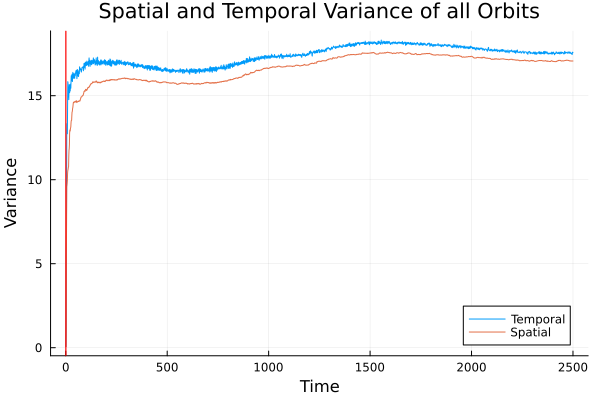 Spatial and Temporal Variance of all Orbits
Variance
15
10
5
0
Temporal
Spatial
0 500 1000 1500 2000 2500
Time